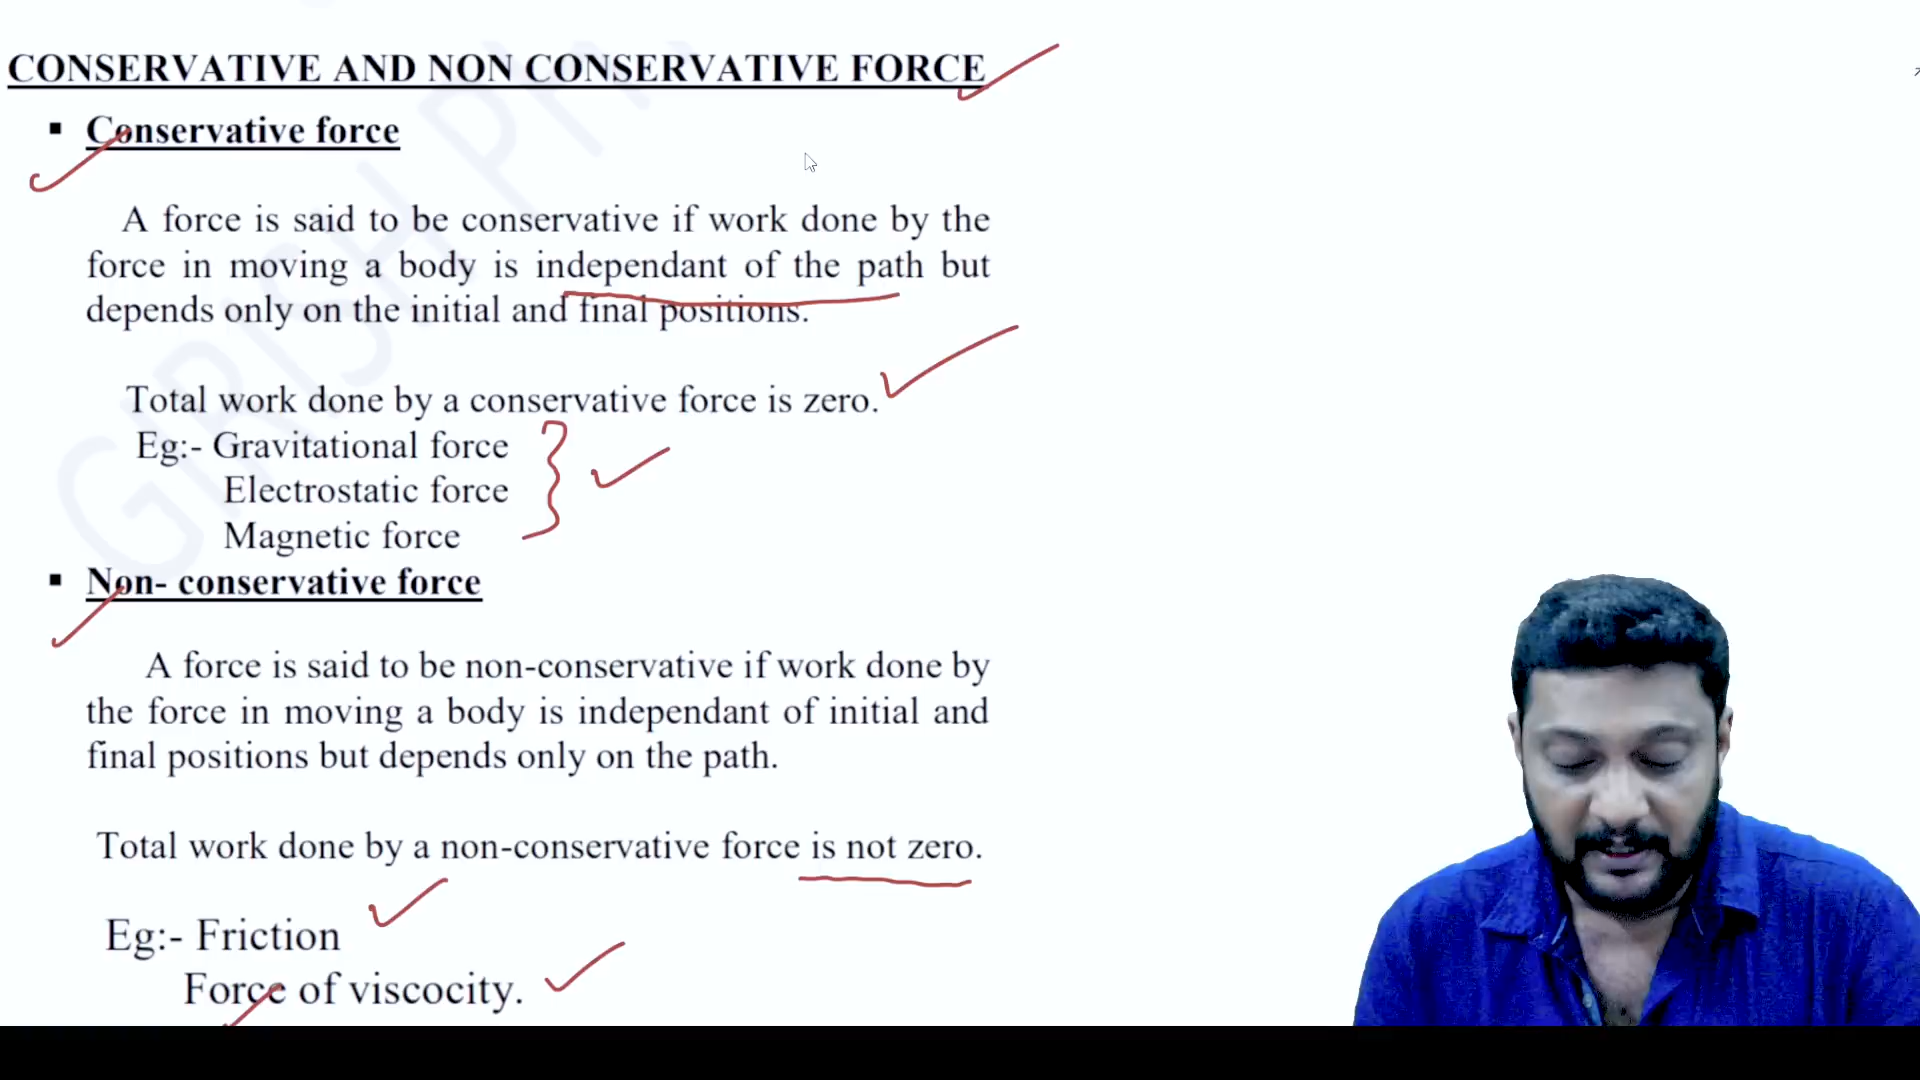 CONSERVATIVE AND NON CONSERVATIVE FORCE
▪ Conservative force
A force is said to be conservative if work done by the
force in moving a body is independant of the path but
depends only on the initial and final positions.
Total work done by a conservative force is zero.
Eg:- Gravitational force
Electrostatic force
Magnetic force
▪ Non- conservative force
A force is said to be non-conservative if work done by
the force in moving a body is independant of initial and
final positions but depends only on the path.
Total work done by a non-conservative force is not zero.
Eg:- Friction
Force of viscocity.
GIRISH